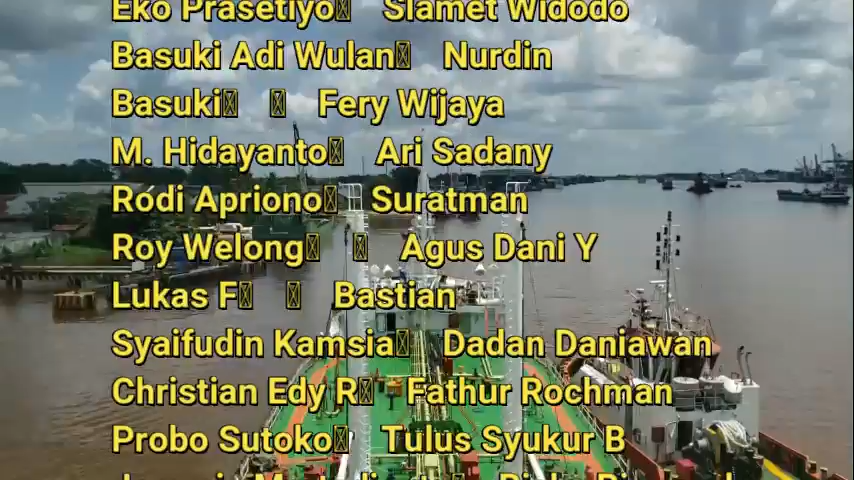 Eko Prasetiyo Slamet Widodo
Basuki Adi Wulan Nurdin
Basuki Fery Wijaya
M. Hidayanto Ari Sadany
Rodi Apriono Suratman
Roy Welong Agus Dani Y
Lukas F Bastian
Syaifudin Kamsia Dadan Daniawan
Christian Edy R Fathur Rochman
Probo Sutoko Tulus Syukur B